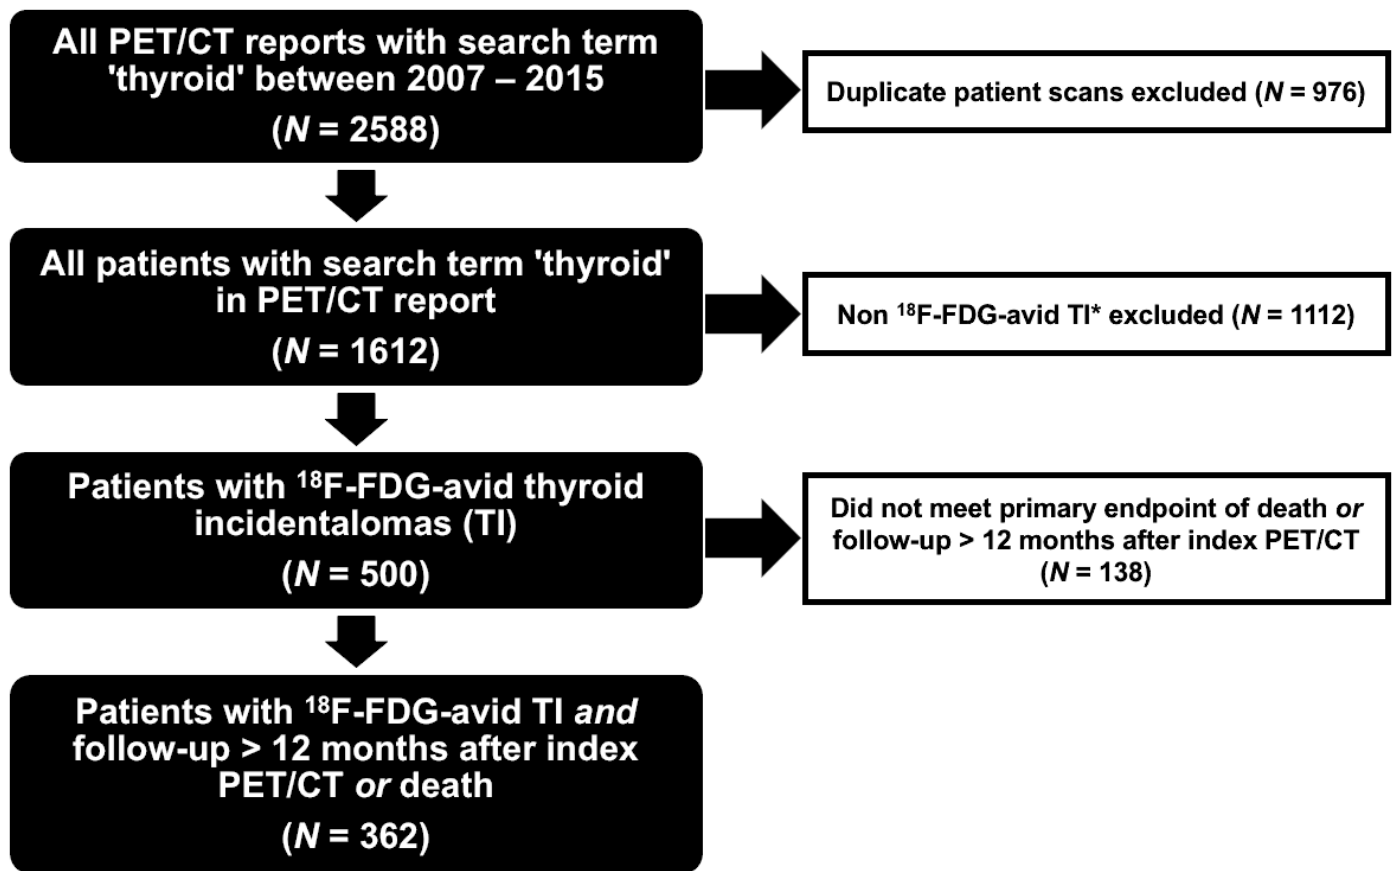 All PET/CT reports with search term
'thyroid' between 2007 – 2015
(N = 2588)
Duplicate patient scans excluded (N = 976)
All patients with search term 'thyroid'
in PET/CT report
(N = 1612)
Non ¹⁸F-FDG-avid TI* excluded (N = 1112)
Patients with ¹⁸F-FDG-avid thyroid
incidentalomas (TI)
(N = 500)
Did not meet primary endpoint of death or
follow-up > 12 months after index PET/CT
(N = 138)
Patients with ¹⁸F-FDG-avid TI and
follow-up > 12 months after index
PET/CT or death
(N = 362)